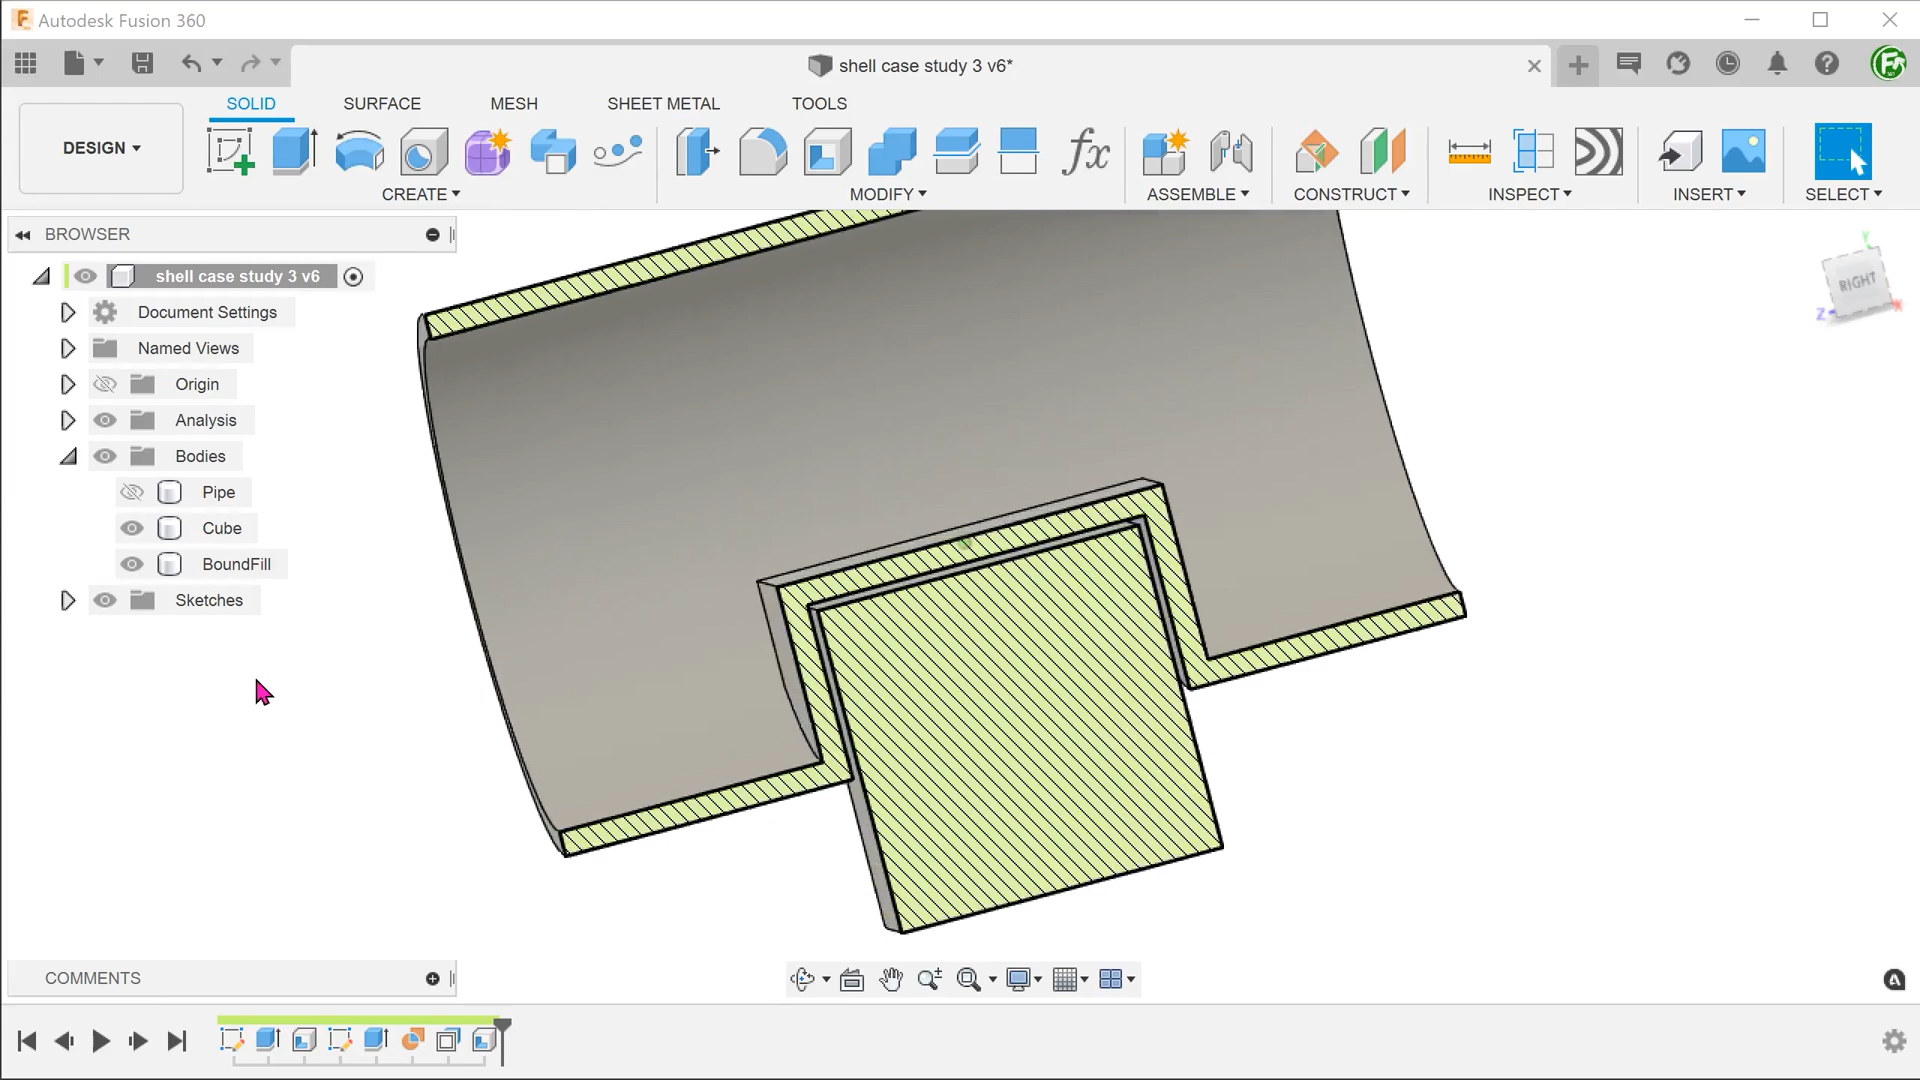 Autodesk Fusion 360
shell case study 3 v6*
SOLID SURFACE MESH SHEET METAL TOOLS
DESIGN
fx
CREATE MODIFY ASSEMBLE CONSTRUCT INSPECT INSERT SELECT
BROWSER
shell case study 3 v6
Document Settings
Named Views
Origin
Analysis
Bodies
Pipe
Cube
BoundFill
Sketches
Y
RIGHT
Z X
COMMENTS